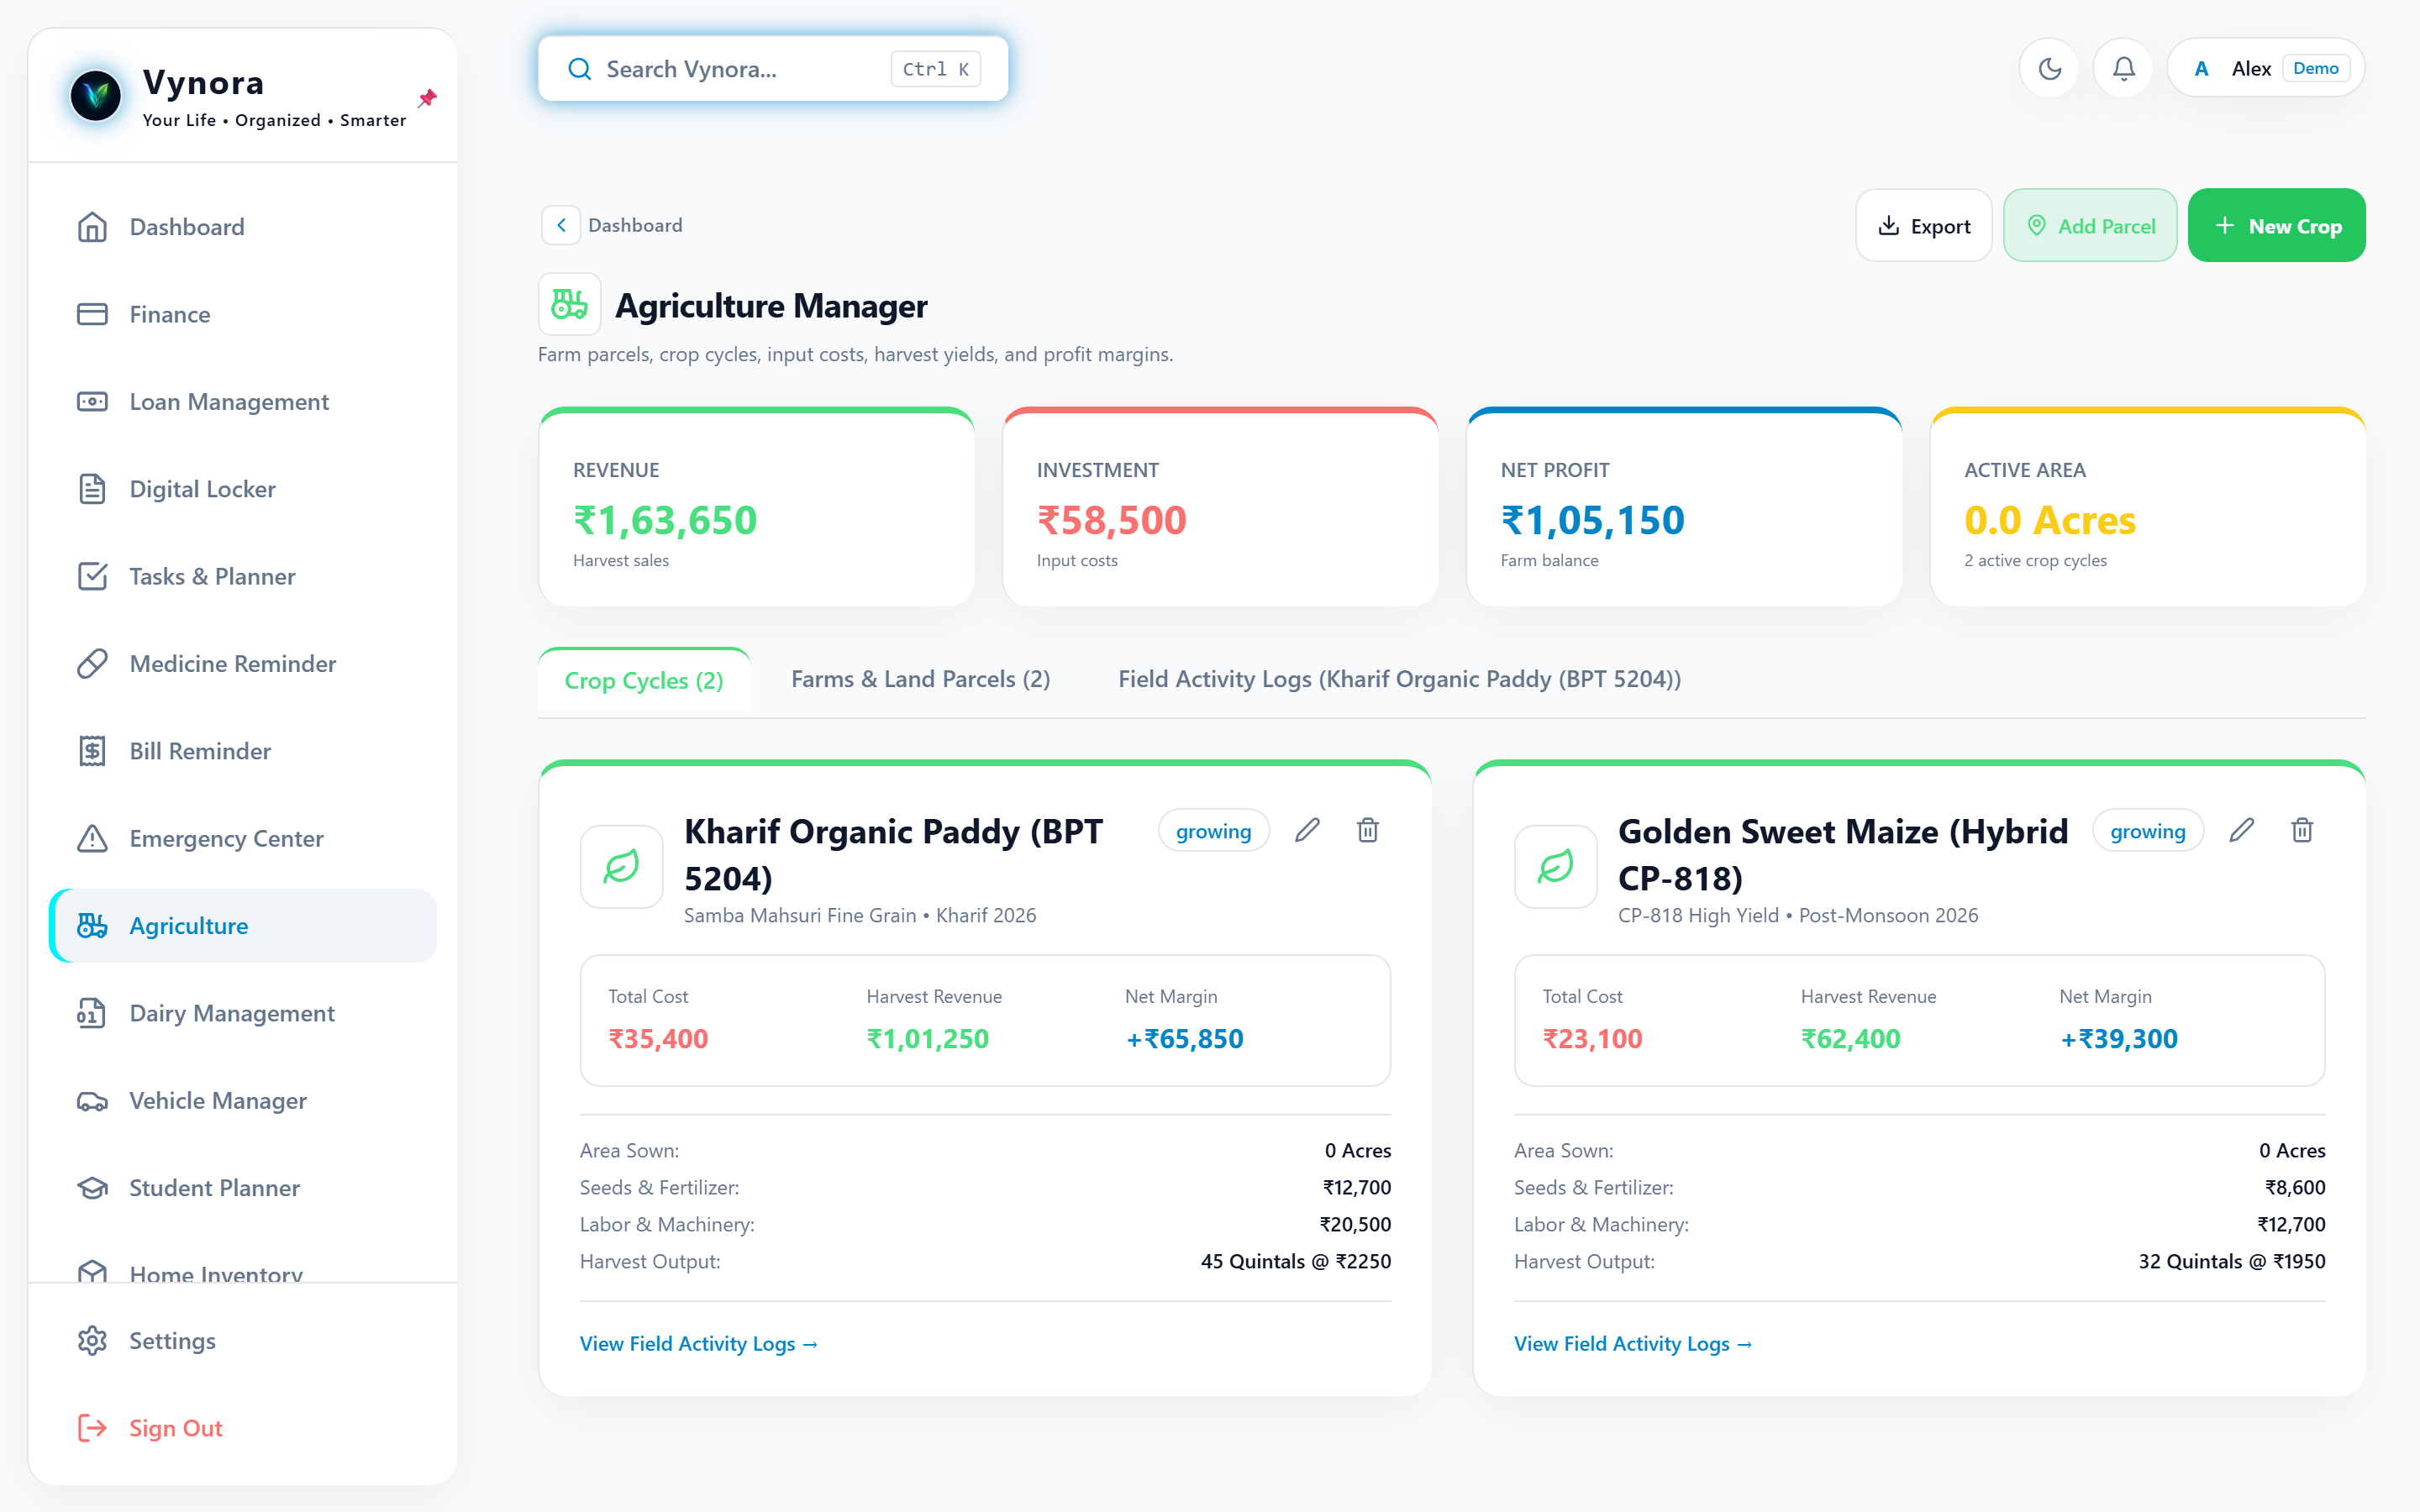 Vynora
Your Life • Organized • Smarter
Dashboard
Finance
Loan Management
Digital Locker
Tasks & Planner
Medicine Reminder
Bill Reminder
Emergency Center
Agriculture
Dairy Management
Vehicle Manager
Student Planner
Home Inventory
Settings
Sign Out
Search Vynora...
Ctrl K
A
Alex
Demo
Dashboard
Export
Add Parcel
New Crop
Agriculture Manager
Farm parcels, crop cycles, input costs, harvest yields, and profit margins.
REVENUE
₹1,63,650
Harvest sales
INVESTMENT
₹58,500
Input costs
NET PROFIT
₹1,05,150
Farm balance
ACTIVE AREA
0.0 Acres
2 active crop cycles
Crop Cycles (2)
Farms & Land Parcels (2)
Field Activity Logs (Kharif Organic Paddy (BPT 5204))
Kharif Organic Paddy (BPT
5204)
growing
Samba Mahsuri Fine Grain • Kharif 2026
Total Cost
₹35,400
Harvest Revenue
₹1,01,250
Net Margin
+₹65,850
Area Sown: 0 Acres
Seeds & Fertilizer: ₹12,700
Labor & Machinery: ₹20,500
Harvest Output: 45 Quintals @ ₹2250
View Field Activity Logs →
Golden Sweet Maize (Hybrid
CP-818)
growing
CP-818 High Yield • Post-Monsoon 2026
Total Cost
₹23,100
Harvest Revenue
₹62,400
Net Margin
+₹39,300
Area Sown: 0 Acres
Seeds & Fertilizer: ₹8,600
Labor & Machinery: ₹12,700
Harvest Output: 32 Quintals @ ₹1950
View Field Activity Logs →